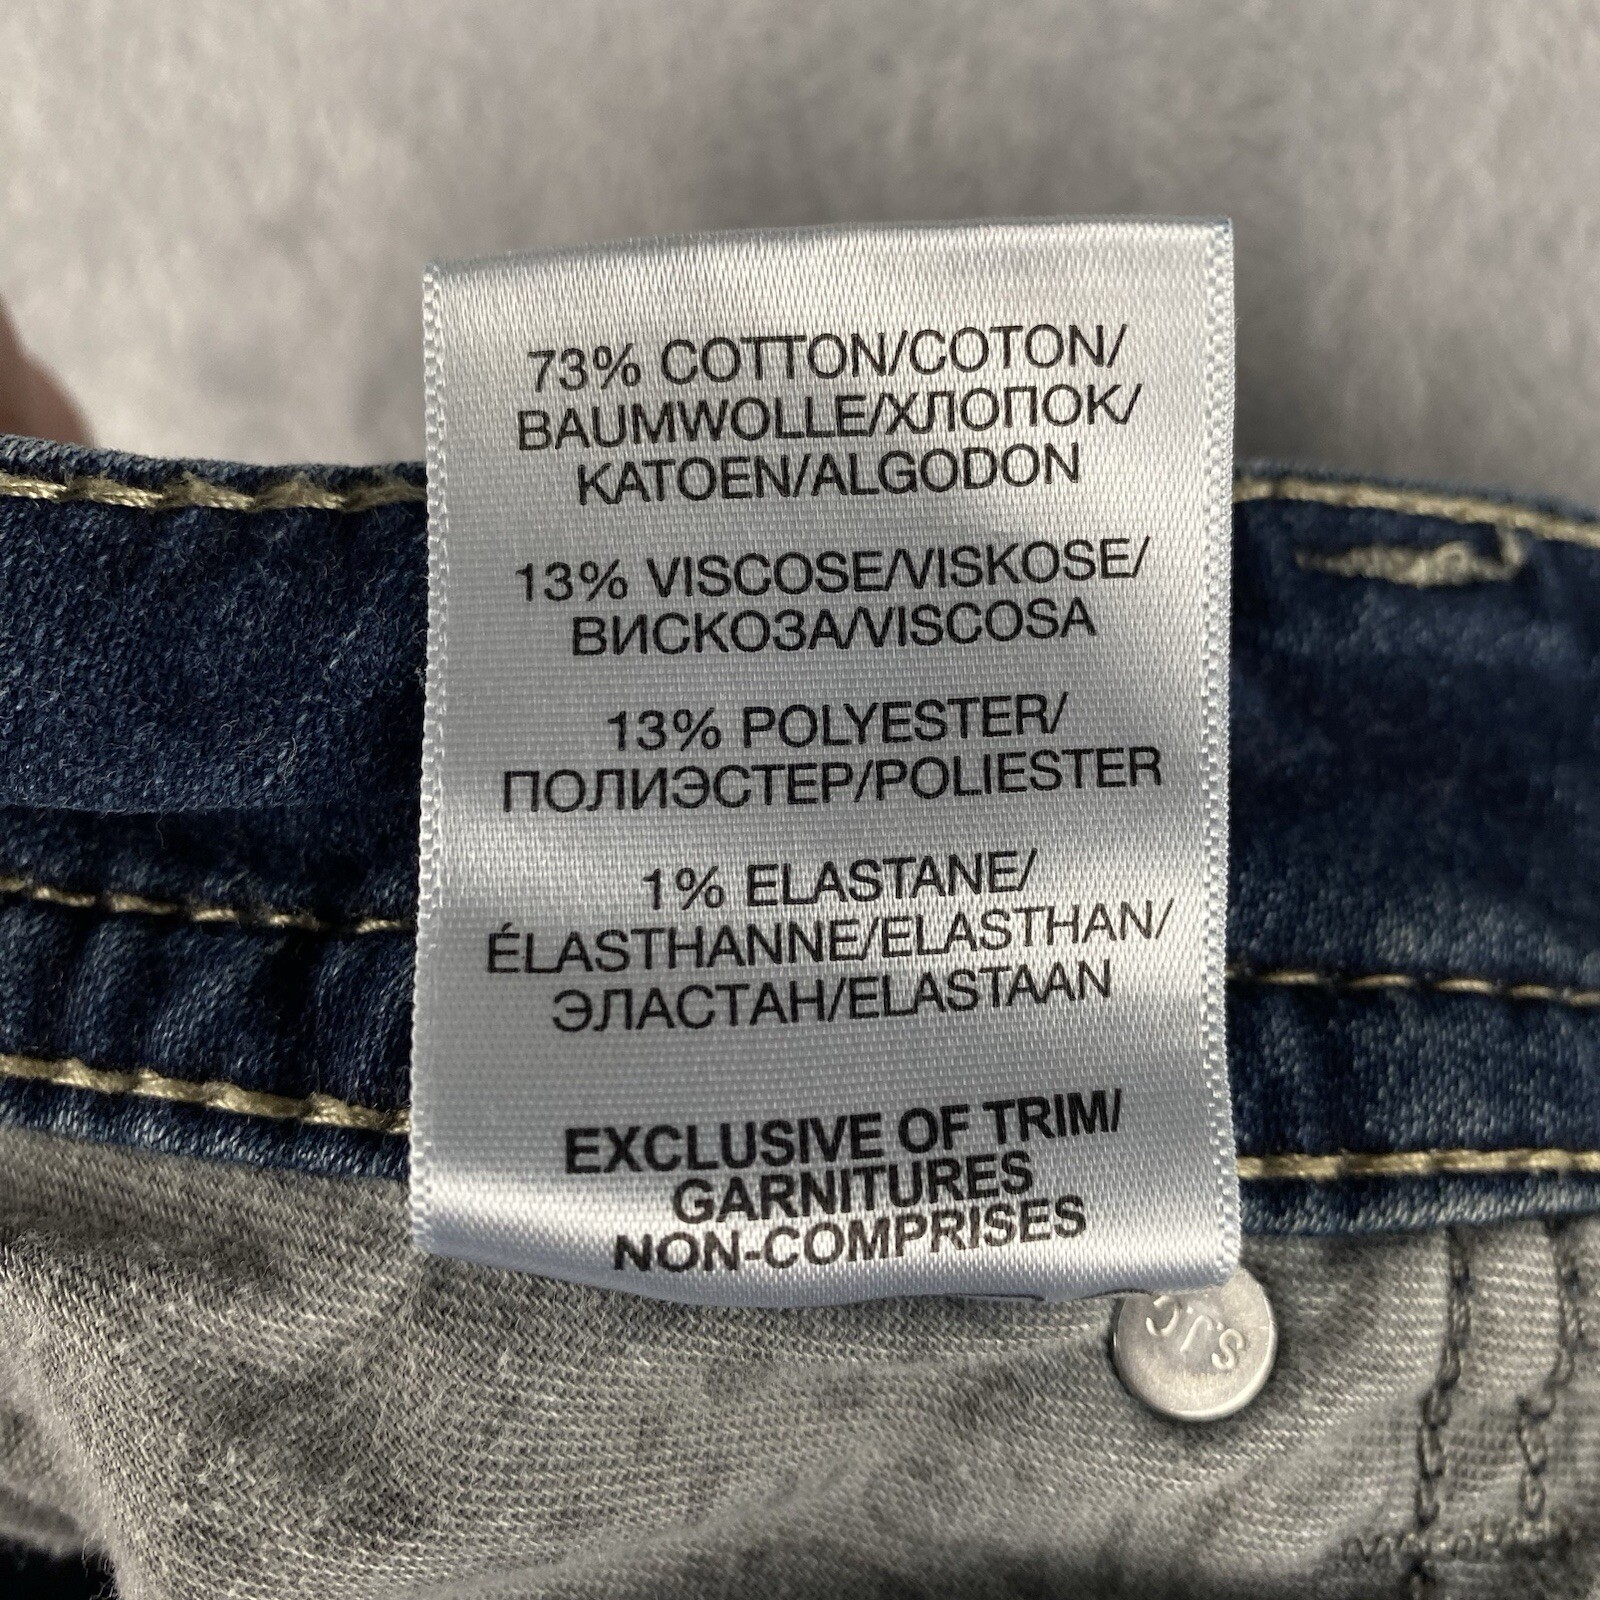 73% COTTON/COTON/
BAUMWOLLE/ХЛОПОК/
KATOEN/ALGODON
13% VISCOSE/VISKOSE/
ВИСКОЗА/VISCOSA
13% POLYESTER/
ПОЛИЭСТЕР/POLIESTER
1% ELASTANE/
ÉLASTHANNE/ELASTHAN/
ЭЛАСТАН/ELASTAAN
EXCLUSIVE OF TRIM/
GARNITURES
NON-COMPRISES